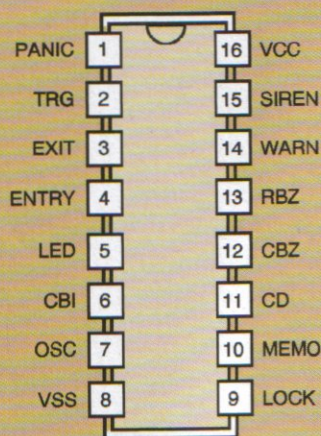 PANIC 1 16 VCC
TRG 2 15 SIREN
EXIT 3 14 WARN
ENTRY 4 13 RBZ
LED 5 12 CBZ
CBI 6 11 CD
OSC 7 10 MEMO
VSS 8 9 LOCK